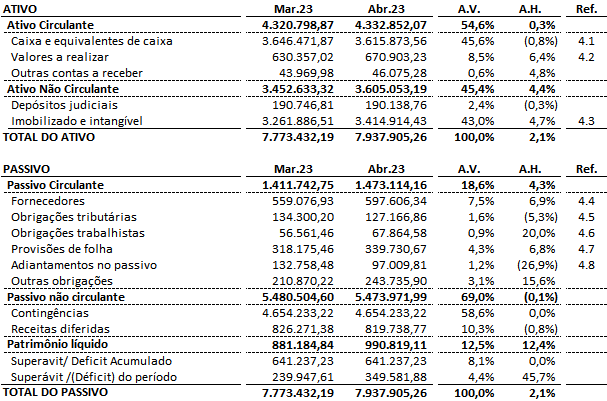 ATIVO Mar.23 Abr.23 A.V. A.H. Ref.
Ativo Circulante 4.320.798,87 4.332.852,07 54,6% 0,3%
Caixa e equivalentes de caixa 3.646.471,87 3.615.873,56 45,6% (0,8%) 4.1
Valores a realizar 630.357,02 670.903,23 8,5% 6,4% 4.2
Outras contas a receber 43.969,98 46.075,28 0,6% 4,8%
Ativo Não Circulante 3.452.633,32 3.605.053,19 45,4% 4,4%
Depósitos judiciais 190.746,81 190.138,76 2,4% (0,3%)
Imobilizado e intangível 3.261.886,51 3.414.914,43 43,0% 4,7% 4.3
TOTAL DO ATIVO 7.773.432,19 7.937.905,26 100,0% 2,1%
PASSIVO Mar.23 Abr.23 A.V. A.H. Ref.
Passivo Circulante 1.411.742,75 1.473.114,16 18,6% 4,3%
Fornecedores 559.076,93 597.606,34 7,5% 6,9% 4.4
Obrigações tributárias 134.300,20 127.166,86 1,6% (5,3%) 4.5
Obrigações trabalhistas 56.561,46 67.864,58 0,9% 20,0% 4.6
Provisões de folha 318.175,46 339.730,67 4,3% 6,8% 4.7
Adiantamentos no passivo 132.758,48 97.009,81 1,2% (26,9%) 4.8
Outras obrigações 210.870,22 243.735,90 3,1% 15,6%
Passivo não circulante 5.480.504,60 5.473.971,99 69,0% (0,1%)
Contingências 4.654.233,22 4.654.233,22 58,6% 0,0%
Receitas diferidas 826.271,38 819.738,77 10,3% (0,8%)
Patrimônio líquido 881.184,84 990.819,11 12,5% 12,4%
Superavit/ Deficit Acumulado 641.237,23 641.237,23 8,1% 0,0%
Superávit /(Déficit) do período 239.947,61 349.581,88 4,4% 45,7%
TOTAL DO PASSIVO 7.773.432,19 7.937.905,26 100,0% 2,1%